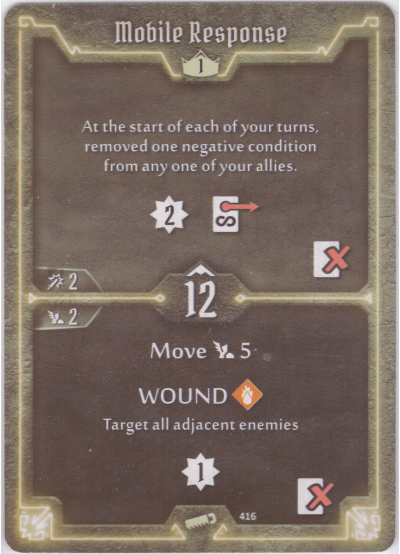 Mobile Response
1
At the start of each of your turns,
removed one negative condition
from any one of your allies.
2
2
12
2
Move 5
WOUND
Target all adjacent enemies
1
416